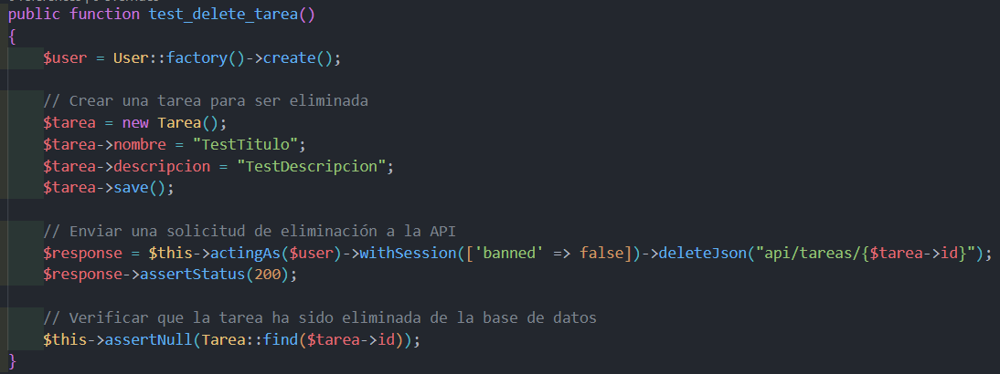 public function test_delete_tarea()
{
    $user = User::factory()->create();

    // Crear una tarea para ser eliminada
    $tarea = new Tarea();
    $tarea->nombre = "TestTitulo";
    $tarea->descripcion = "TestDescripcion";
    $tarea->save();

    // Enviar una solicitud de eliminación a la API
    $response = $this->actingAs($user)->withSession(['banned' => false])->deleteJson("api/tareas/{$tarea->id}");
    $response->assertStatus(200);

    // Verificar que la tarea ha sido eliminada de la base de datos
    $this->assertNull(Tarea::find($tarea->id));
}